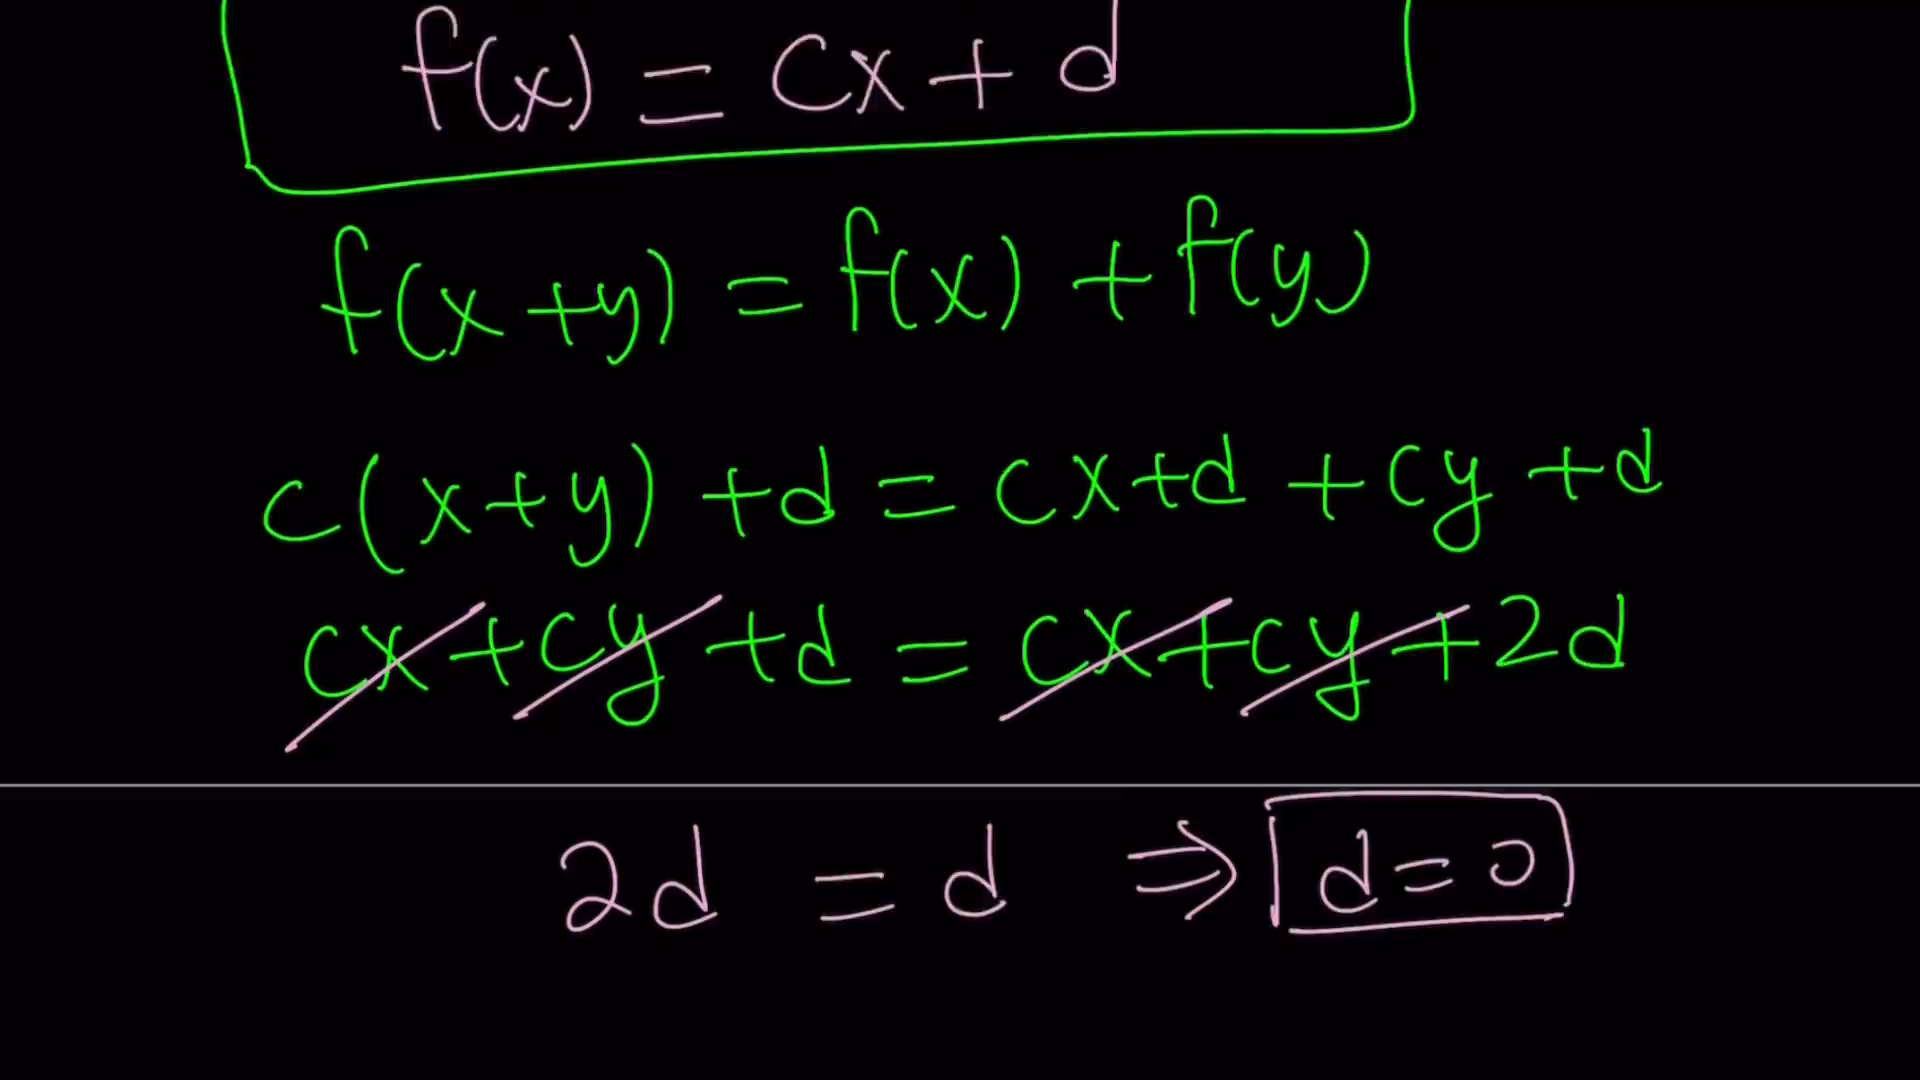 f(x) = cx + d
f(x+y) = f(x) + f(y)
c(x+y) + d = cx+d + cy + d
cx + cy + d = cx + cy + 2d
2d = d ⇒ d = 0